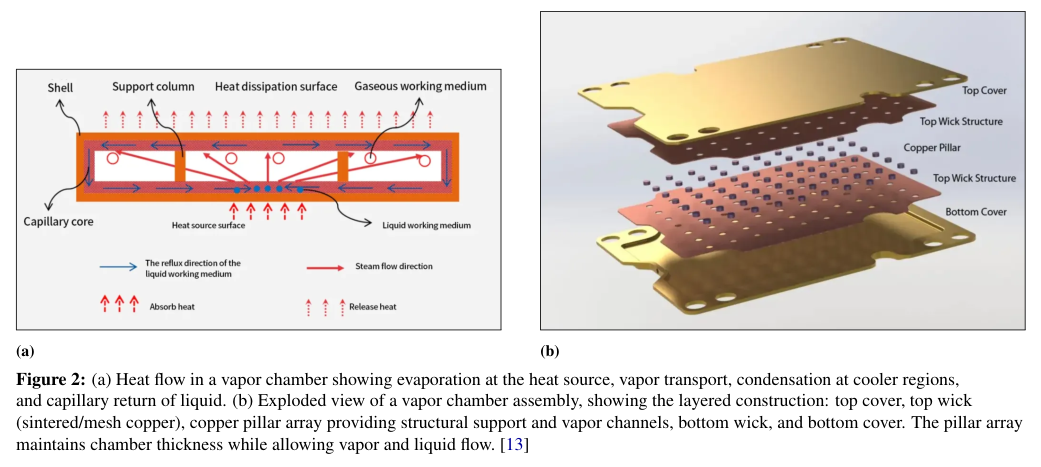 Shell
Support column
Heat dissipation surface
Gaseous working medium
Capillary core
Heat source surface
Liquid working medium
The reflux direction of the
liquid working medium
Steam flow direction
Absorb heat
Release heat
Top Cover
Top Wick Structure
Copper Pillar
Top Wick Structure
Bottom Cover
(a)
(b)
Figure 2: (a) Heat flow in a vapor chamber showing evaporation at the heat source, vapor transport, condensation at cooler regions,
and capillary return of liquid. (b) Exploded view of a vapor chamber assembly, showing the layered construction: top cover, top wick
(sintered/mesh copper), copper pillar array providing structural support and vapor channels, bottom wick, and bottom cover. The pillar array
maintains chamber thickness while allowing vapor and liquid flow. [13]